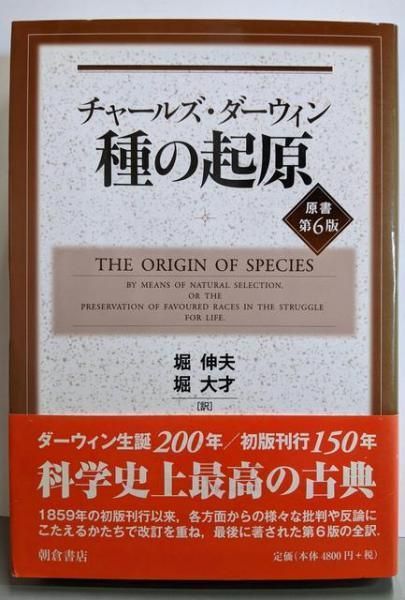 チャールズ・ダーウィン
種の起原
原書
第6版
THE ORIGIN OF SPECIES
BY MEANS OF NATURAL SELECTION,
OR THE
PRESERVATION OF FAVOURED RACES IN THE STRUGGLE
FOR LIFE.
堀 伸夫
堀 大才
[訳]
ダーウィン生誕200年/初版刊行150年
科学史上最高の古典
1859年の初版刊行以来，各方面からの様々な批判や反論に
こたえるかたちで改訂を重ね，最後に著された第6版の全訳．
朝倉書店
定価(本体 4800円+税)